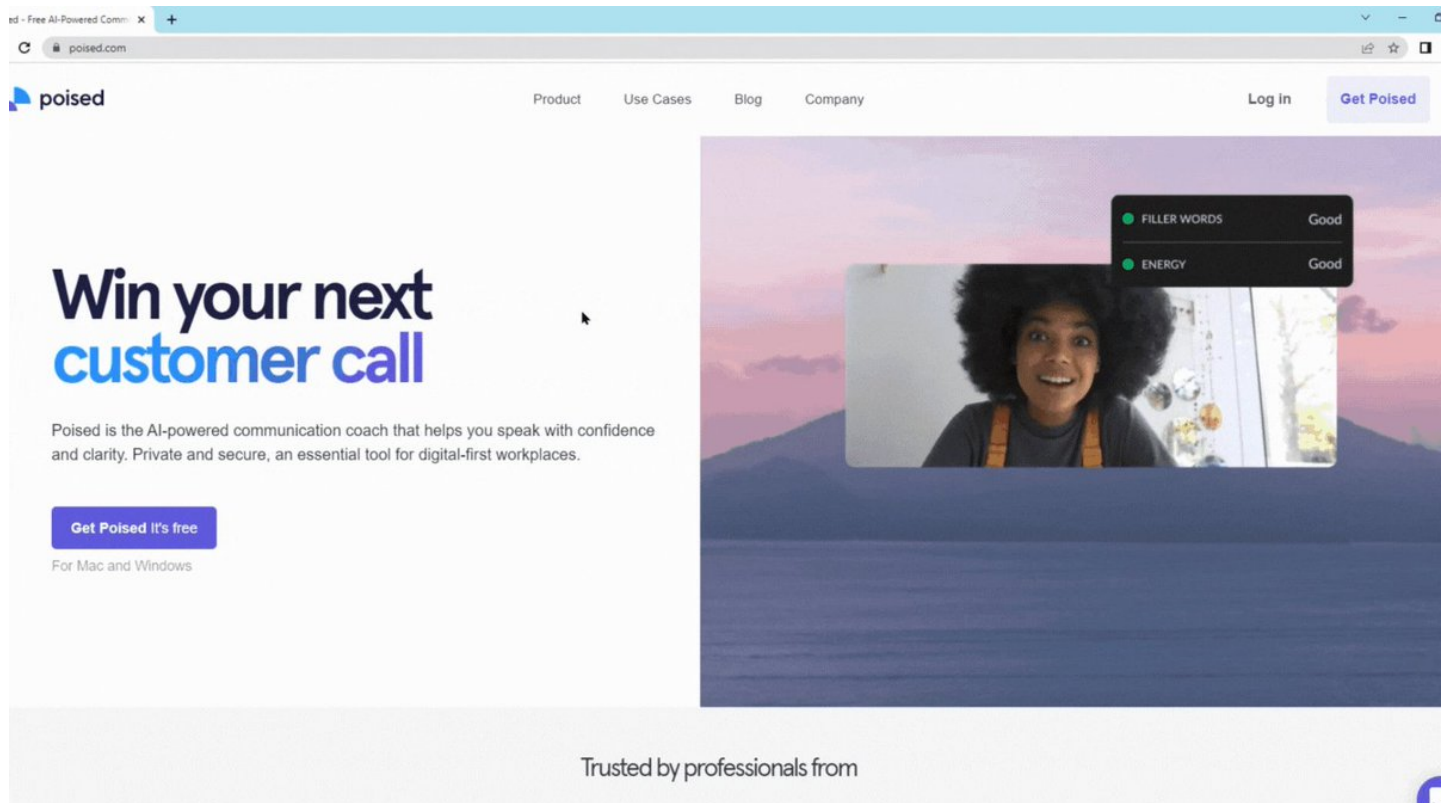 ed - Free AI-Powered Comm
poised.com
poised
Product Use Cases Blog Company Log in Get Poised
FILLER WORDS Good
ENERGY Good
Win your next
customer call
Poised is the AI-powered communication coach that helps you speak with confidence
and clarity. Private and secure, an essential tool for digital-first workplaces.
Get Poised It's free
For Mac and Windows
Trusted by professionals from